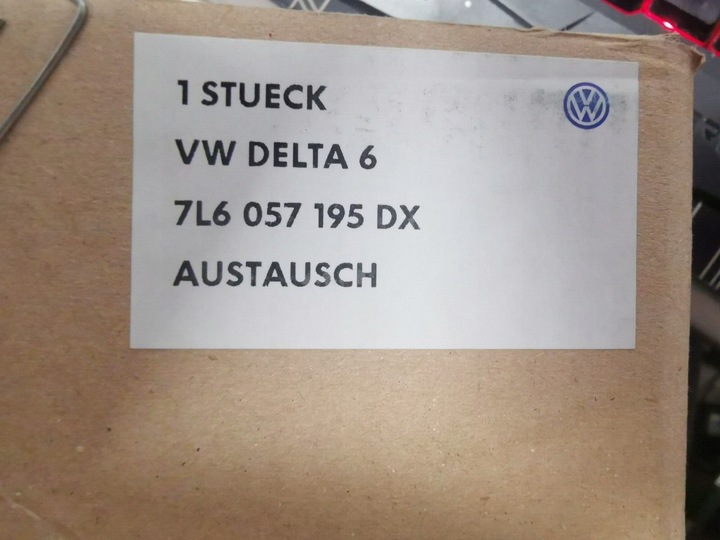 1 STUECK
VW DELTA 6
7L6 057 195 DX
AUSTAUSCH